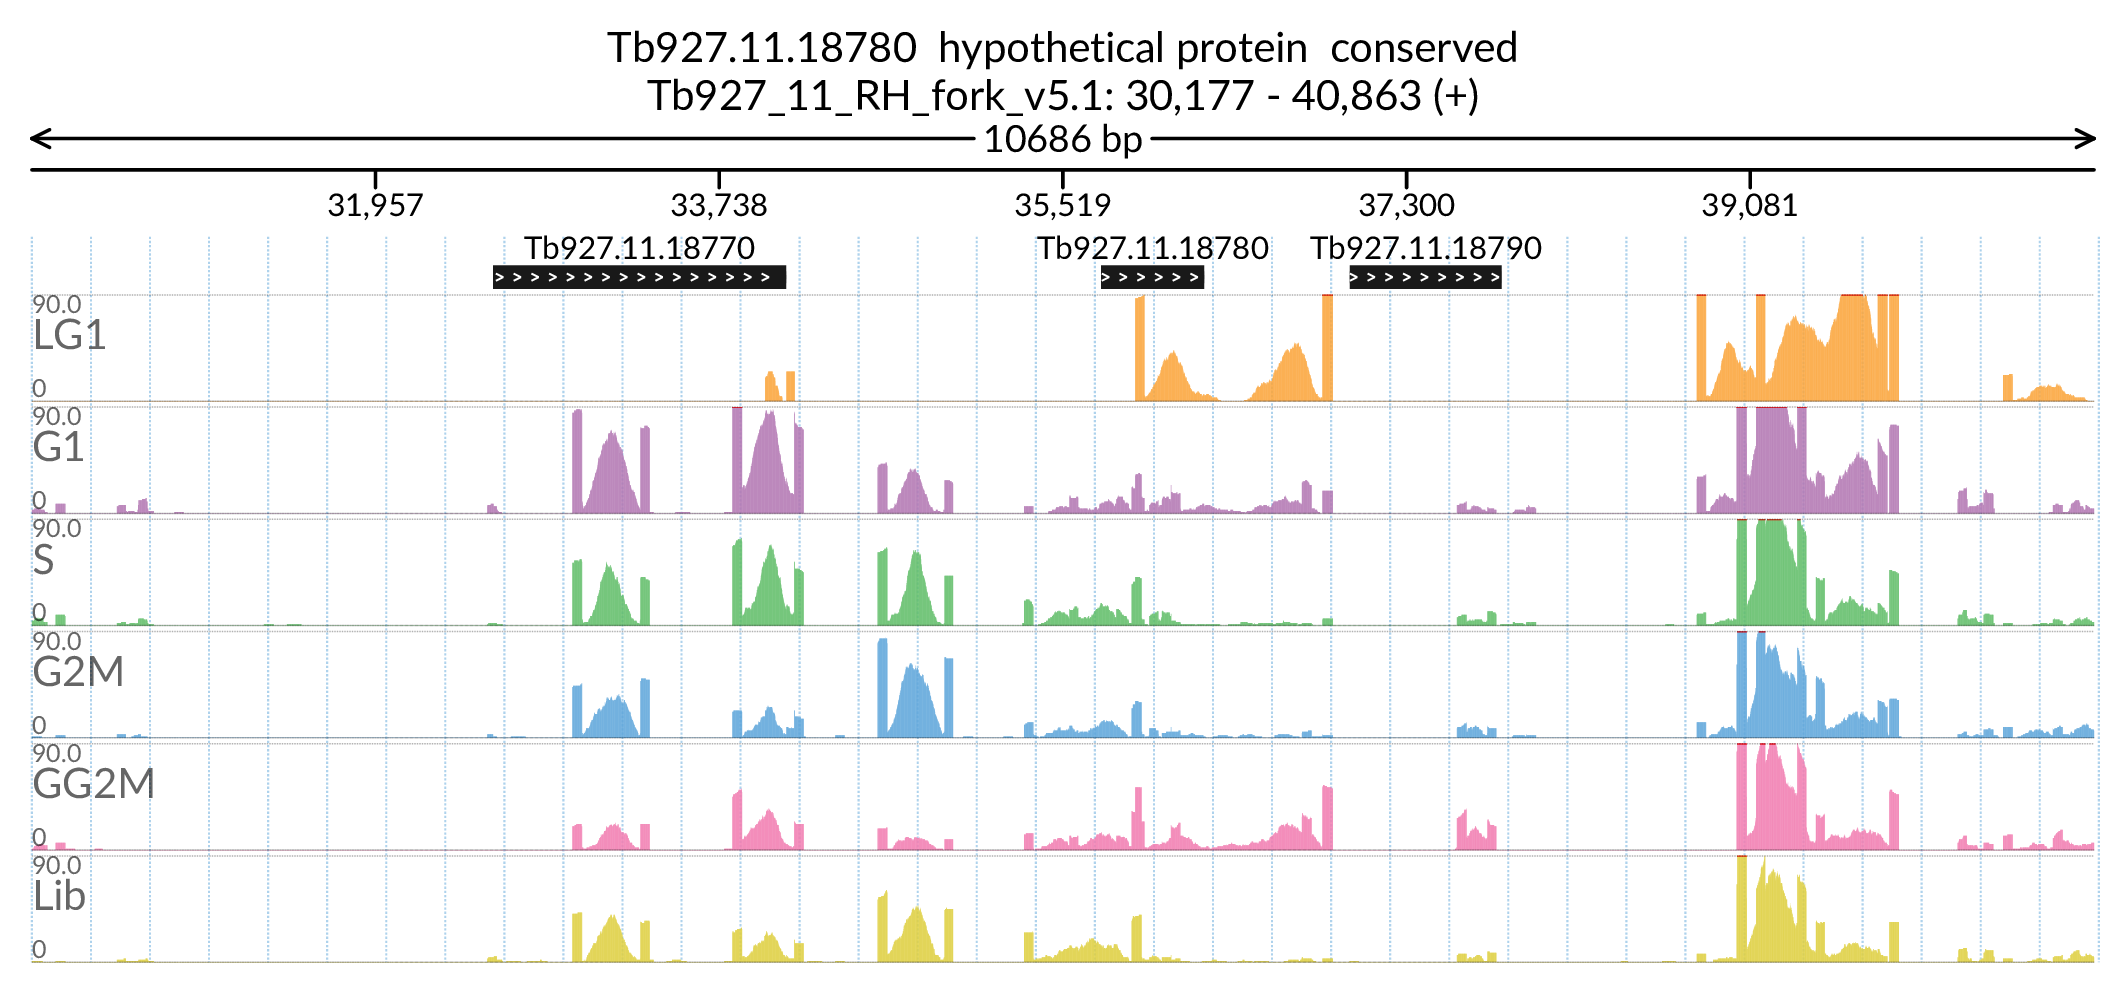 Tb927.11.18780 hypothetical protein conserved
Tb927_11_RH_fork_v5.1: 30,177 - 40,863 (+)
10686 bp
31,957 33,738 35,519 37,300 39,081
Tb927.11.18770 Tb927.11.18780 Tb927.11.18790
90.0
LG1
0
90.0
G1
0
90.0
S
0
90.0
G2M
0
90.0
GG2M
0
90.0
Lib
0